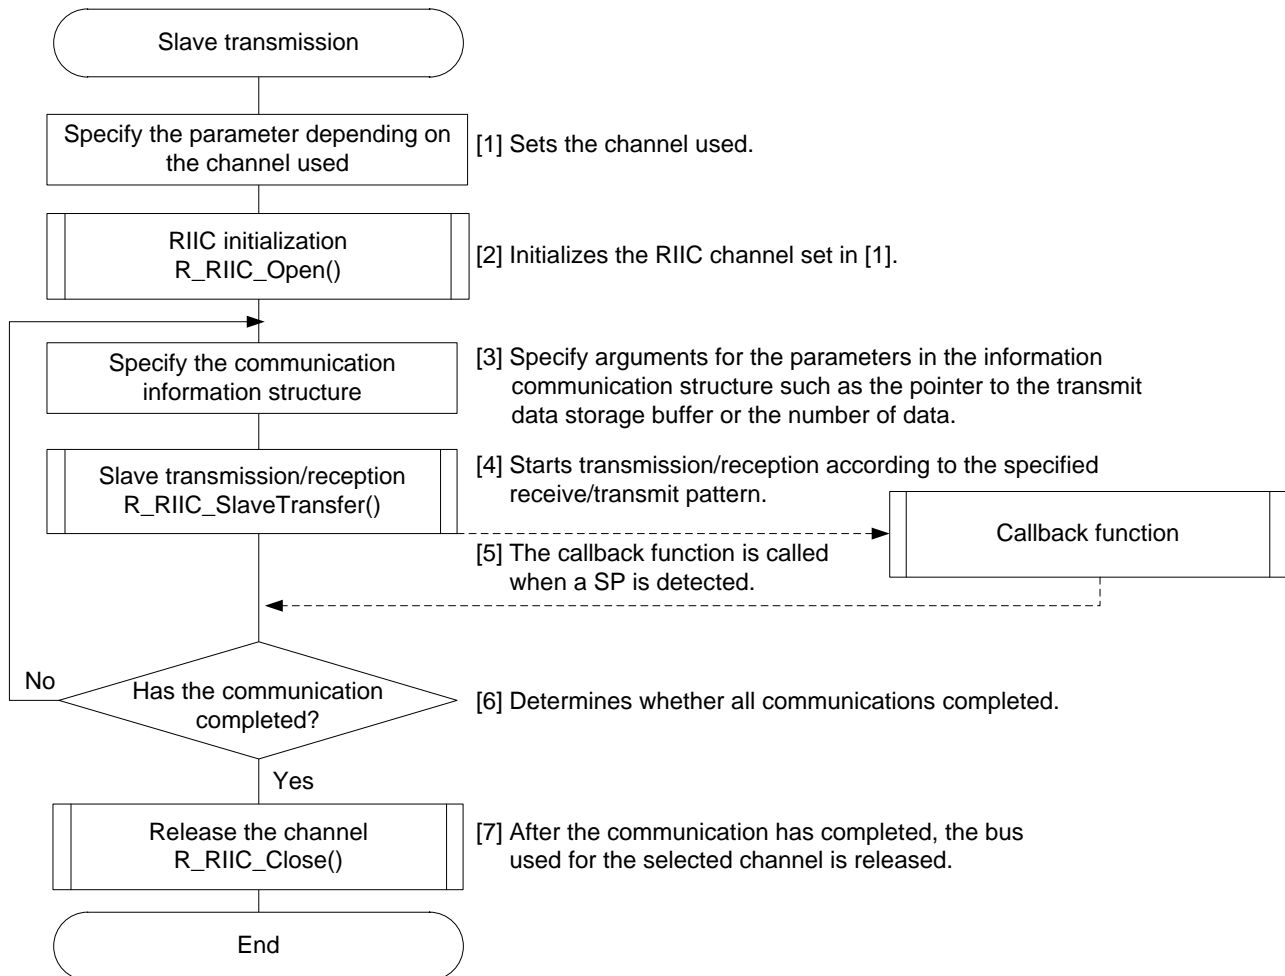 Slave transmission
Specify the parameter depending on
the channel used
[1] Sets the channel used.
RIIC initialization
R_RIIC_Open()
[2] Initializes the RIIC channel set in [1].
Specify the communication
information structure
[3] Specify arguments for the parameters in the information
communication structure such as the pointer to the transmit
data storage buffer or the number of data.
Slave transmission/reception
R_RIIC_SlaveTransfer()
[4] Starts transmission/reception according to the specified
receive/transmit pattern.
Callback function
[5] The callback function is called
when a SP is detected.
No
Has the communication
completed?
[6] Determines whether all communications completed.
Yes
Release the channel
R_RIIC_Close()
[7] After the communication has completed, the bus
used for the selected channel is released.
End